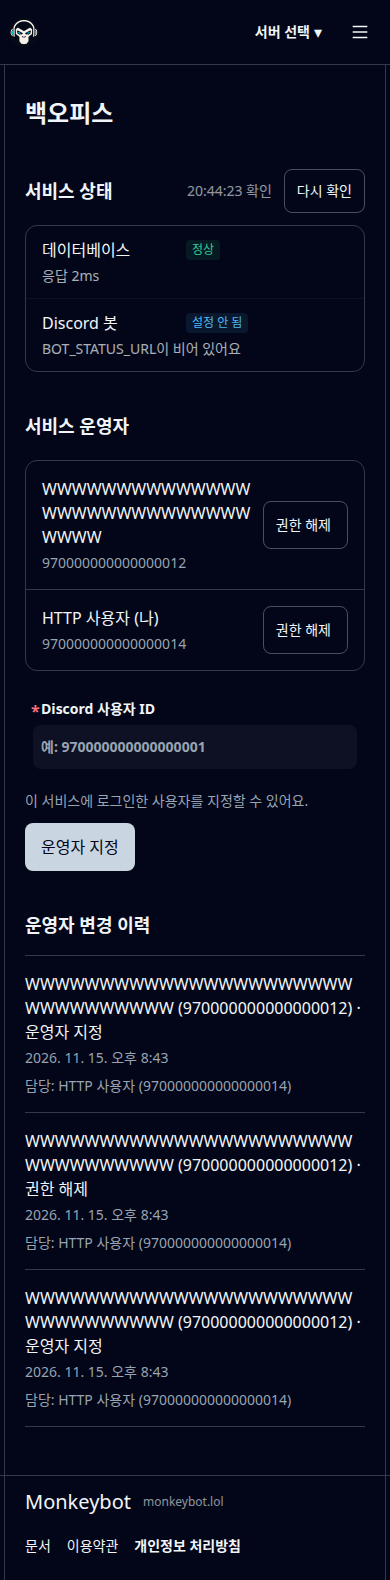 서버 선택 ▾
백오피스
서비스 상태
20:44:23 확인
다시 확인
데이터베이스
정상
응답 2ms
Discord 봇
설정 안 됨
BOT_STATUS_URL이 비어 있어요
서비스 운영자
WWWWWWWWWWWWWW
WWWWWWWWWWWWWW
WWWW
970000000000000012
권한 해제
HTTP 사용자 (나)
970000000000000014
권한 해제
*Discord 사용자 ID
예: 970000000000000001
이 서비스에 로그인한 사용자를 지정할 수 있어요.
운영자 지정
운영자 변경 이력
WWWWWWWWWWWWWWWWWWWWWW
WWWWWWWWWW (970000000000000012) ·
운영자 지정
2026. 11. 15. 오후 8:43
담당: HTTP 사용자 (970000000000000014)
WWWWWWWWWWWWWWWWWWWWWW
WWWWWWWWWW (970000000000000012) ·
권한 해제
2026. 11. 15. 오후 8:43
담당: HTTP 사용자 (970000000000000014)
WWWWWWWWWWWWWWWWWWWWWW
WWWWWWWWWW (970000000000000012) ·
운영자 지정
2026. 11. 15. 오후 8:43
담당: HTTP 사용자 (970000000000000014)
Monkeybot
monkeybot.lol
문서
이용약관
개인정보 처리방침